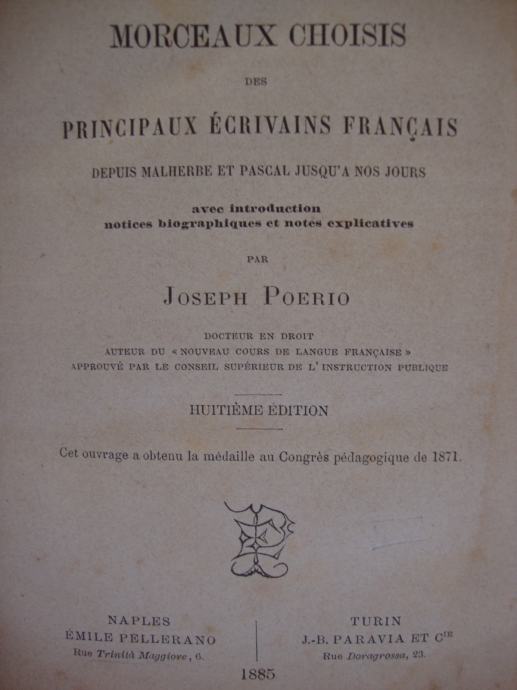 MORCEAUX CHOISIS
DES
PRINCIPAUX ÉCRIVAINS FRANÇAIS
DEPUIS MALHERBE ET PASCAL JUSQU'A NOS JOURS
avec introduction
notices biographiques et notes explicatives
PAR
JOSEPH POERIO
DOCTEUR EN DROIT
AUTEUR DU « NOUVEAU COURS DE LANGUE FRANÇAISE »
APPROUVÉ PAR LE CONSEIL SUPÉRIEUR DE L'INSTRUCTION PUBLIQUE
HUITIÈME ÉDITION
Cet ouvrage a obtenu la médaille au Congrès pédagogique de 1871.
NAPLES
ÉMILE PELLERANO
Rue Trinità Maggiore, 6.
TURIN
J.-B. PARAVIA ET CIE
Rue Doragrossa, 23.
1885